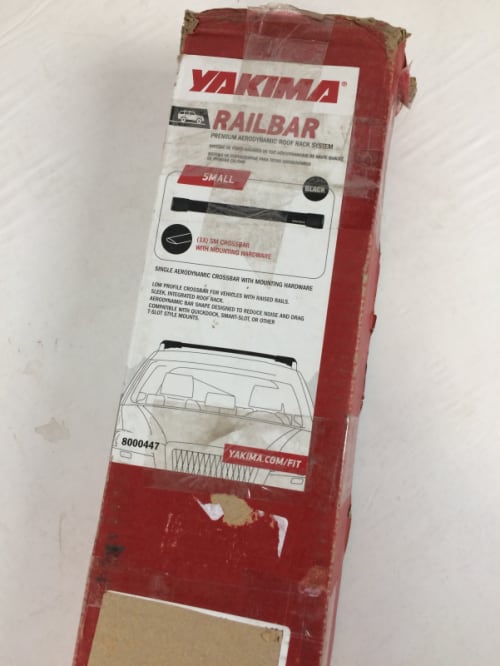 YAKIMA®
RAILBAR
PREMIUM AERODYNAMIC ROOF RACK SYSTEM
SMALL
BLACK
(1X) SM CROSSBAR
WITH MOUNTING HARDWARE
SINGLE AERODYNAMIC CROSSBAR WITH MOUNTING HARDWARE
LOW PROFILE CROSSBAR FOR VEHICLES WITH RAISED RAILS.
SLEEK, INTEGRATED ROOF RACK.
AERODYNAMIC BAR SHAPE DESIGNED TO REDUCE NOISE AND DRAG
COMPATIBLE WITH QUICKDOCK, SMART-SLOT, OR OTHER
T-SLOT STYLE MOUNTS.
8000447
YAKIMA.COM/FIT